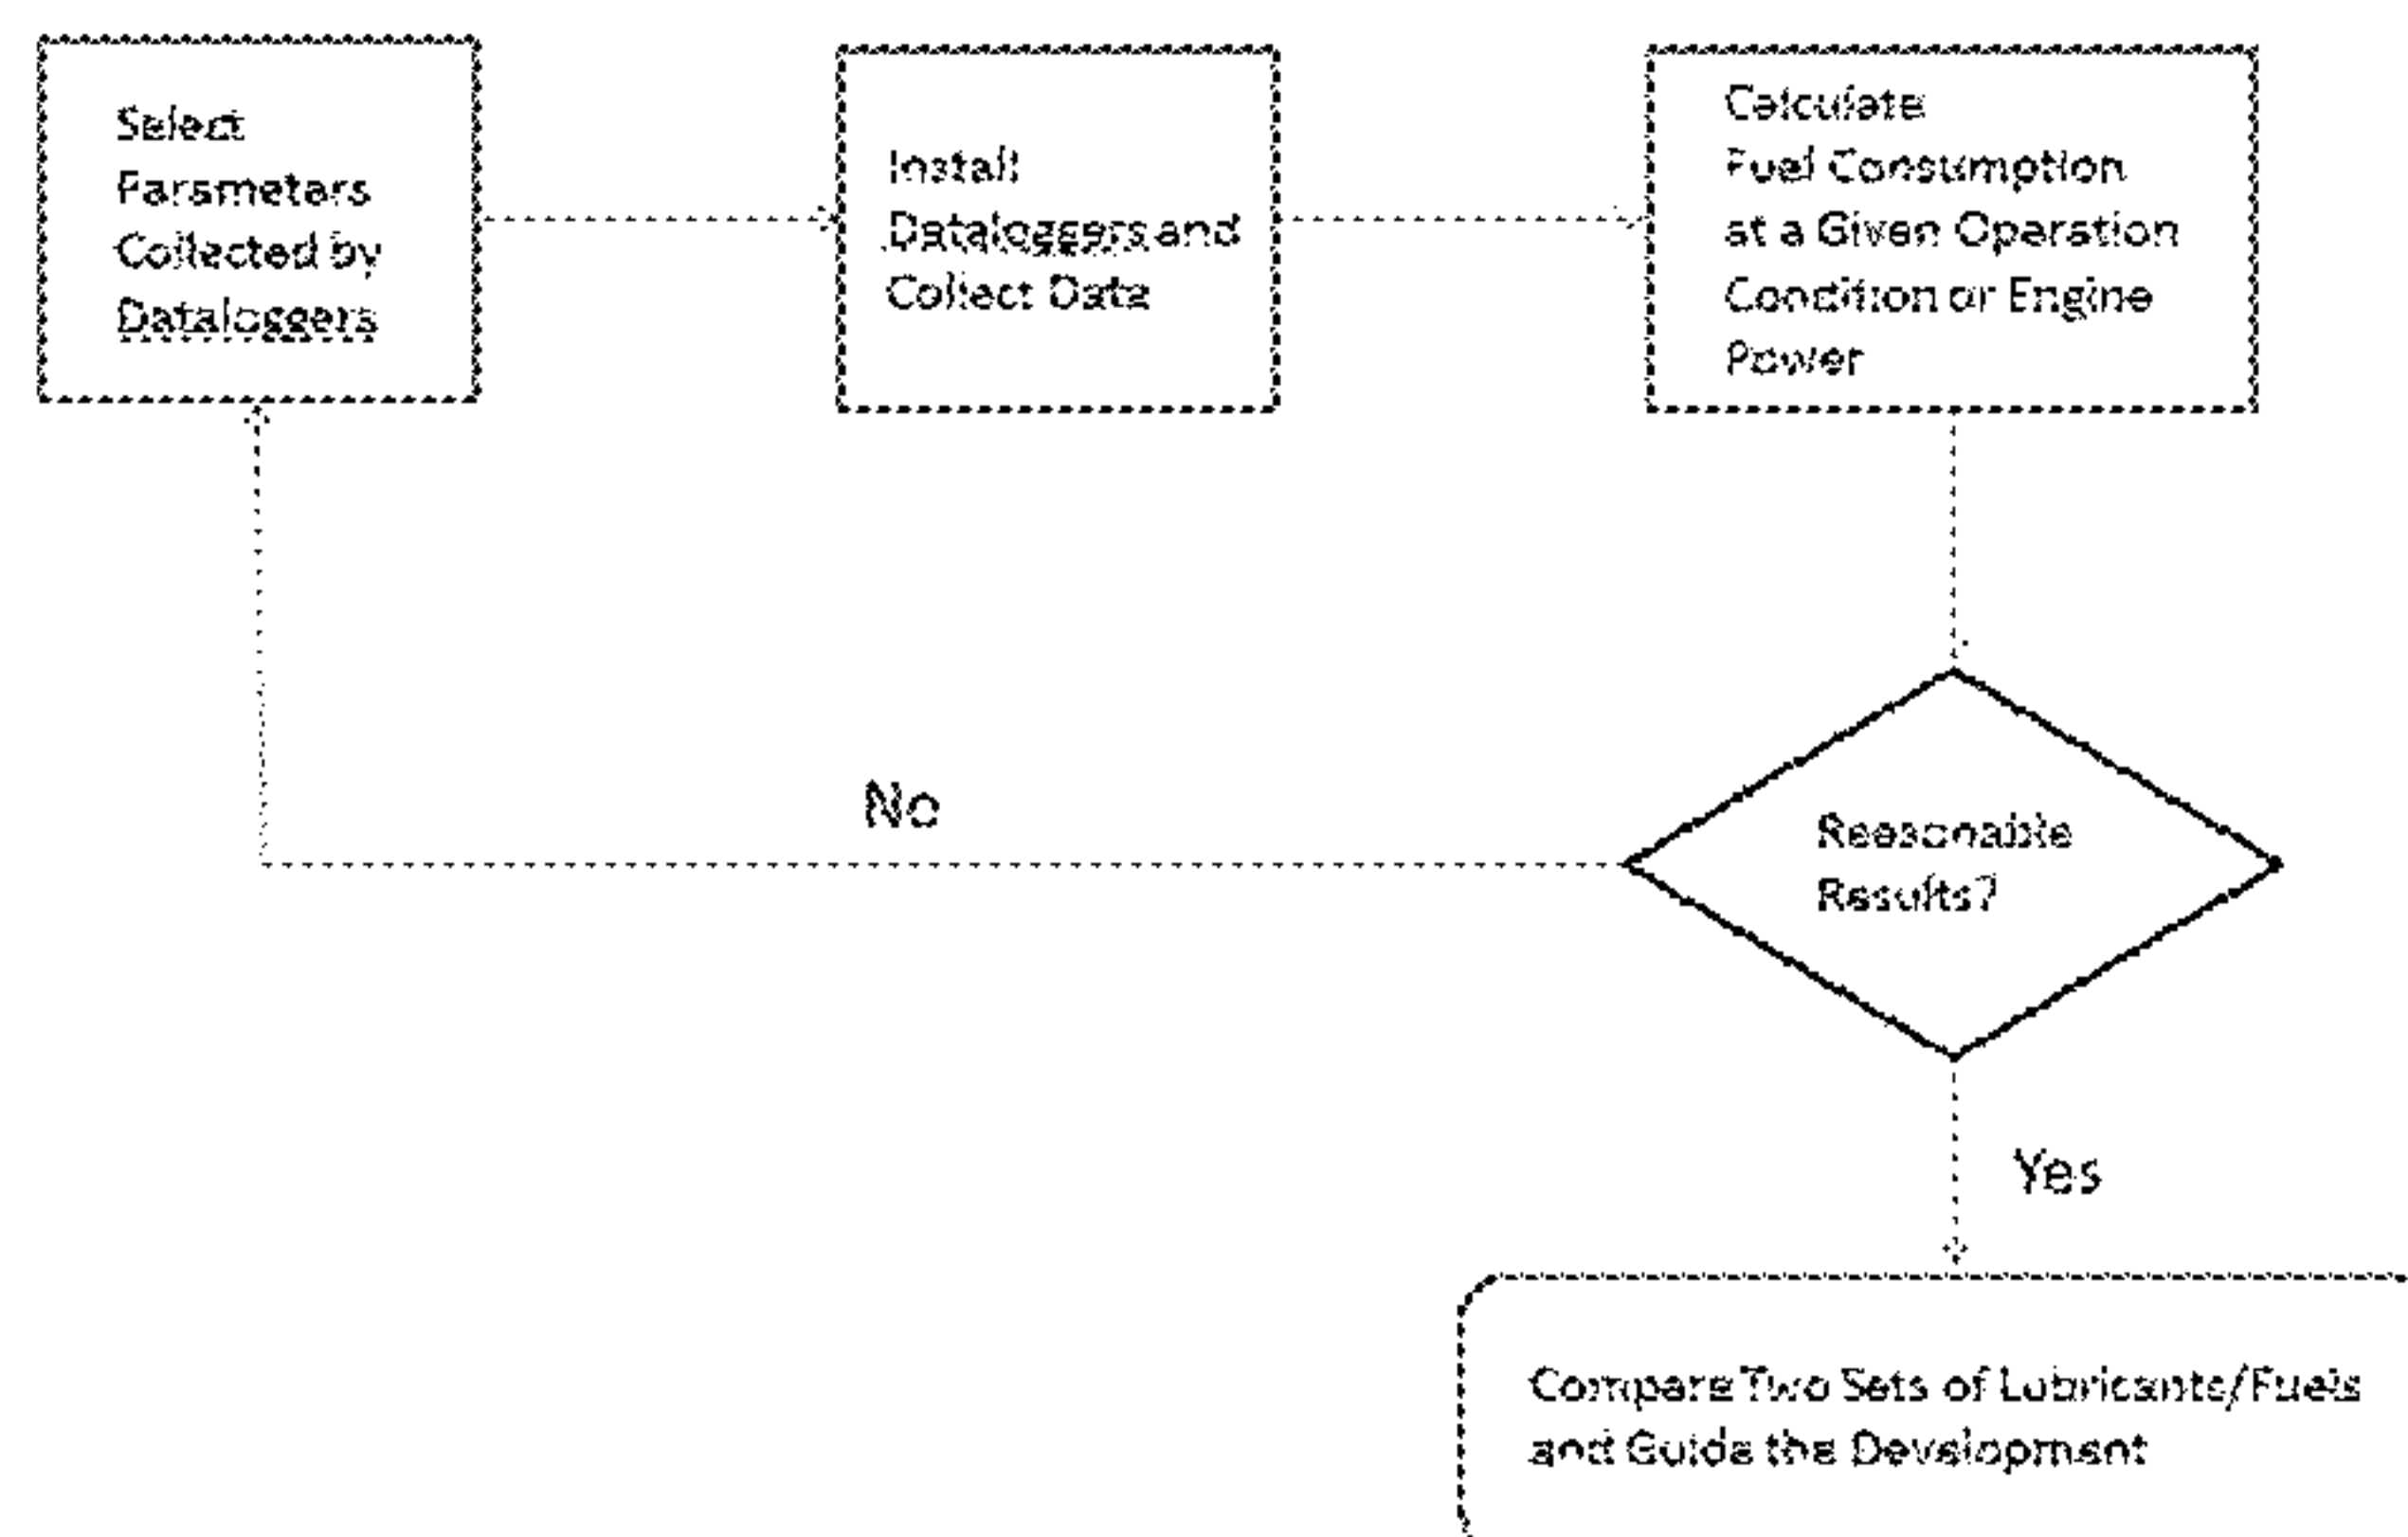 Select
Parameters
Collected by
Dataloggers
Install
Dataloggers and
Collect Data
Calculate
Fuel Consumption
at a Given Operation
Condition or Engine
Power
No
Reasonable
Results?
Yes
Compare Two Sets of Lubricants/Fuels
and Guide the Development